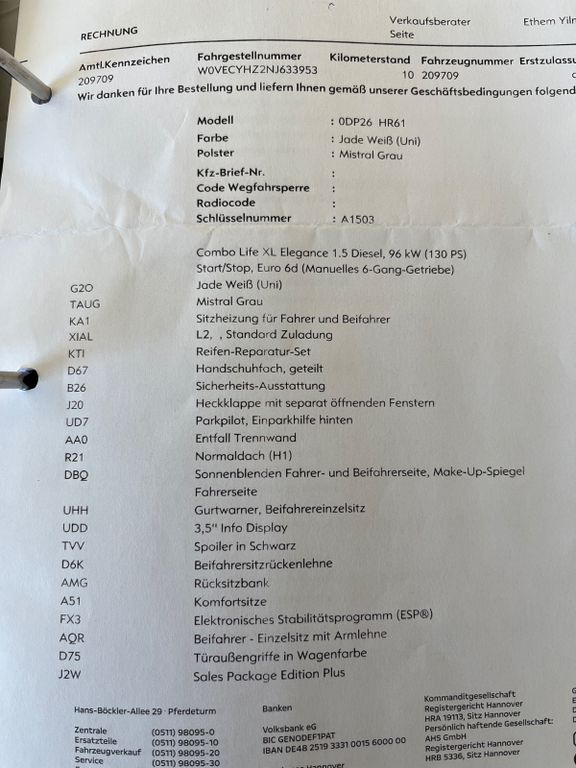 RECHNUNG
Verkaufsberater Ethem
Seite
Amtl.Kennzeichen Fahrgestellnummer Kilometerstand Fahrzeugnummer Erstzulassu
209709 W0VECYHZ2NJ633953 10 209709
Wir danken für Ihre Bestellung und liefern Ihnen gemäß unserer Geschäftsbedingungen folgend
Modell : 0DP26 HR61
Farbe : Jade Weiß (Uni)
Polster : Mistral Grau
Kfz-Brief-Nr. :
Code Wegfahrsperre :
Radiocode :
Schlüsselnummer : A1503
Combo Life XL Elegance 1.5 Diesel, 96 kW (130 PS)
Start/Stop, Euro 6d (Manuelles 6-Gang-Getriebe)
G2O Jade Weiß (Uni)
TAUG Mistral Grau
KA1 Sitzheizung für Fahrer und Beifahrer
XIAL L2, , Standard Zuladung
KTI Reifen-Reparatur-Set
D67 Handschuhfach, geteilt
B26 Sicherheits-Ausstattung
J20 Heckklappe mit separat öffnenden Fenstern
UD7 Parkpilot, Einparkhilfe hinten
AA0 Entfall Trennwand
R21 Normaldach (H1)
DBQ Sonnenblenden Fahrer- und Beifahrerseite, Make-Up-Spiegel
Fahrerseite
UHH Gurtwarner, Beifahrereinzelsitz
UDD 3,5" Info Display
TVV Spoiler in Schwarz
D6K Beifahrersitzrückenlehne
AMG Rücksitzbank
A51 Komfortsitze
FX3 Elektronisches Stabilitätsprogramm (ESP®)
AQR Beifahrer - Einzelsitz mit Armlehne
D75 Türaußengriffe in Wagenfarbe
J2W Sales Package Edition Plus
Hans-Böckler-Allee 29 · Pferdeturm
Zentrale (0511) 98095-0
Ersatzteile (0511) 98095-10
Fahrzeugverkauf (0511) 98095-20
Service (0511) 98095-30
Banken
Volksbank eG
BIC GENODEF1PAT
IBAN DE48 2519 3331 0015 6000 00
Kommanditgesellschaft
Registergericht Hannover
HRA 19113, Sitz Hannover
Persönlich haftende Gesellschaft:
AHS GmbH
Registergericht Hannover
HRB 5336, Sitz Hannover